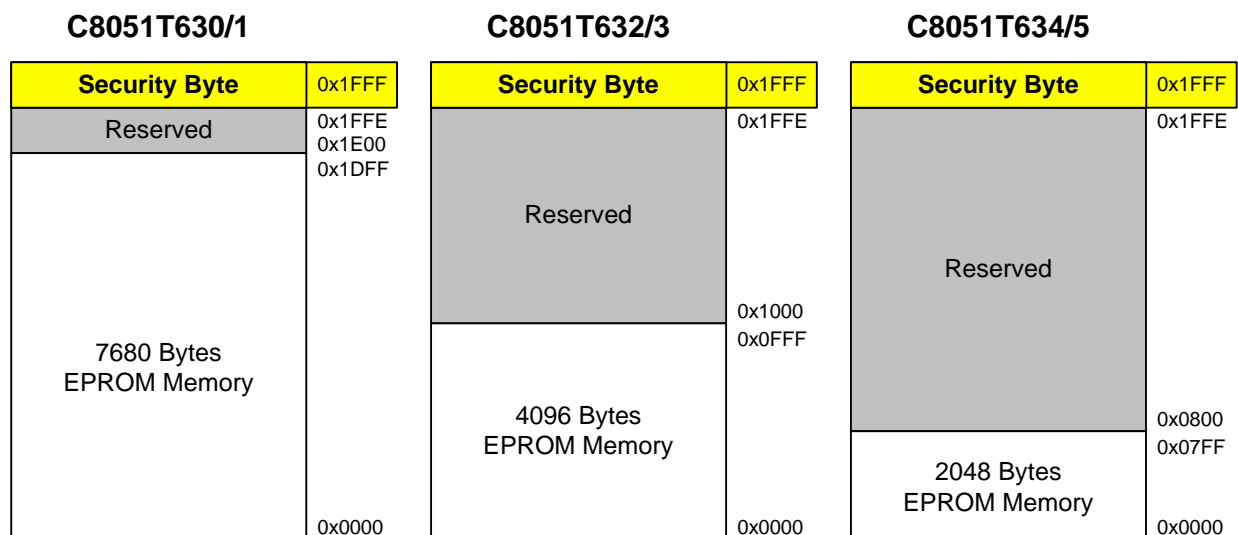 C8051T630/1
Security Byte 0x1FFF
Reserved 0x1FFE
0x1E00
0x1DFF
7680 Bytes
EPROM Memory
0x0000
C8051T632/3
Security Byte 0x1FFF
0x1FFE
Reserved
0x1000
0x0FFF
4096 Bytes
EPROM Memory
0x0000
C8051T634/5
Security Byte 0x1FFF
0x1FFE
Reserved
0x0800
0x07FF
2048 Bytes
EPROM Memory
0x0000